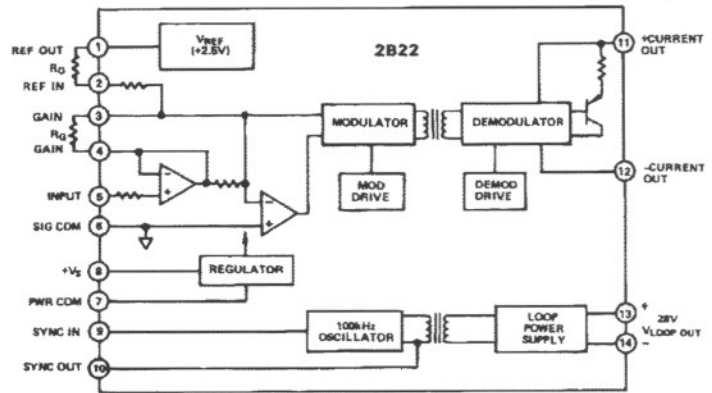 REF OUT
1
VREF
(+2.5V)
2B22
11
+CURRENT
OUT
RO
REF IN
2
GAIN
3
RG
GAIN
4
MODULATOR
DEMODULATOR
MOD
DRIVE
DEMOD
DRIVE
12
-CURRENT
OUT
INPUT
5
-
+
-
+
SIG COM
6
+VS
8
REGULATOR
PWR COM
7
SYNC IN
9
100kHz
OSCILLATOR
LOOP
POWER
SUPPLY
13
+
28V
VLOOP OUT
14
-
SYNC OUT
10